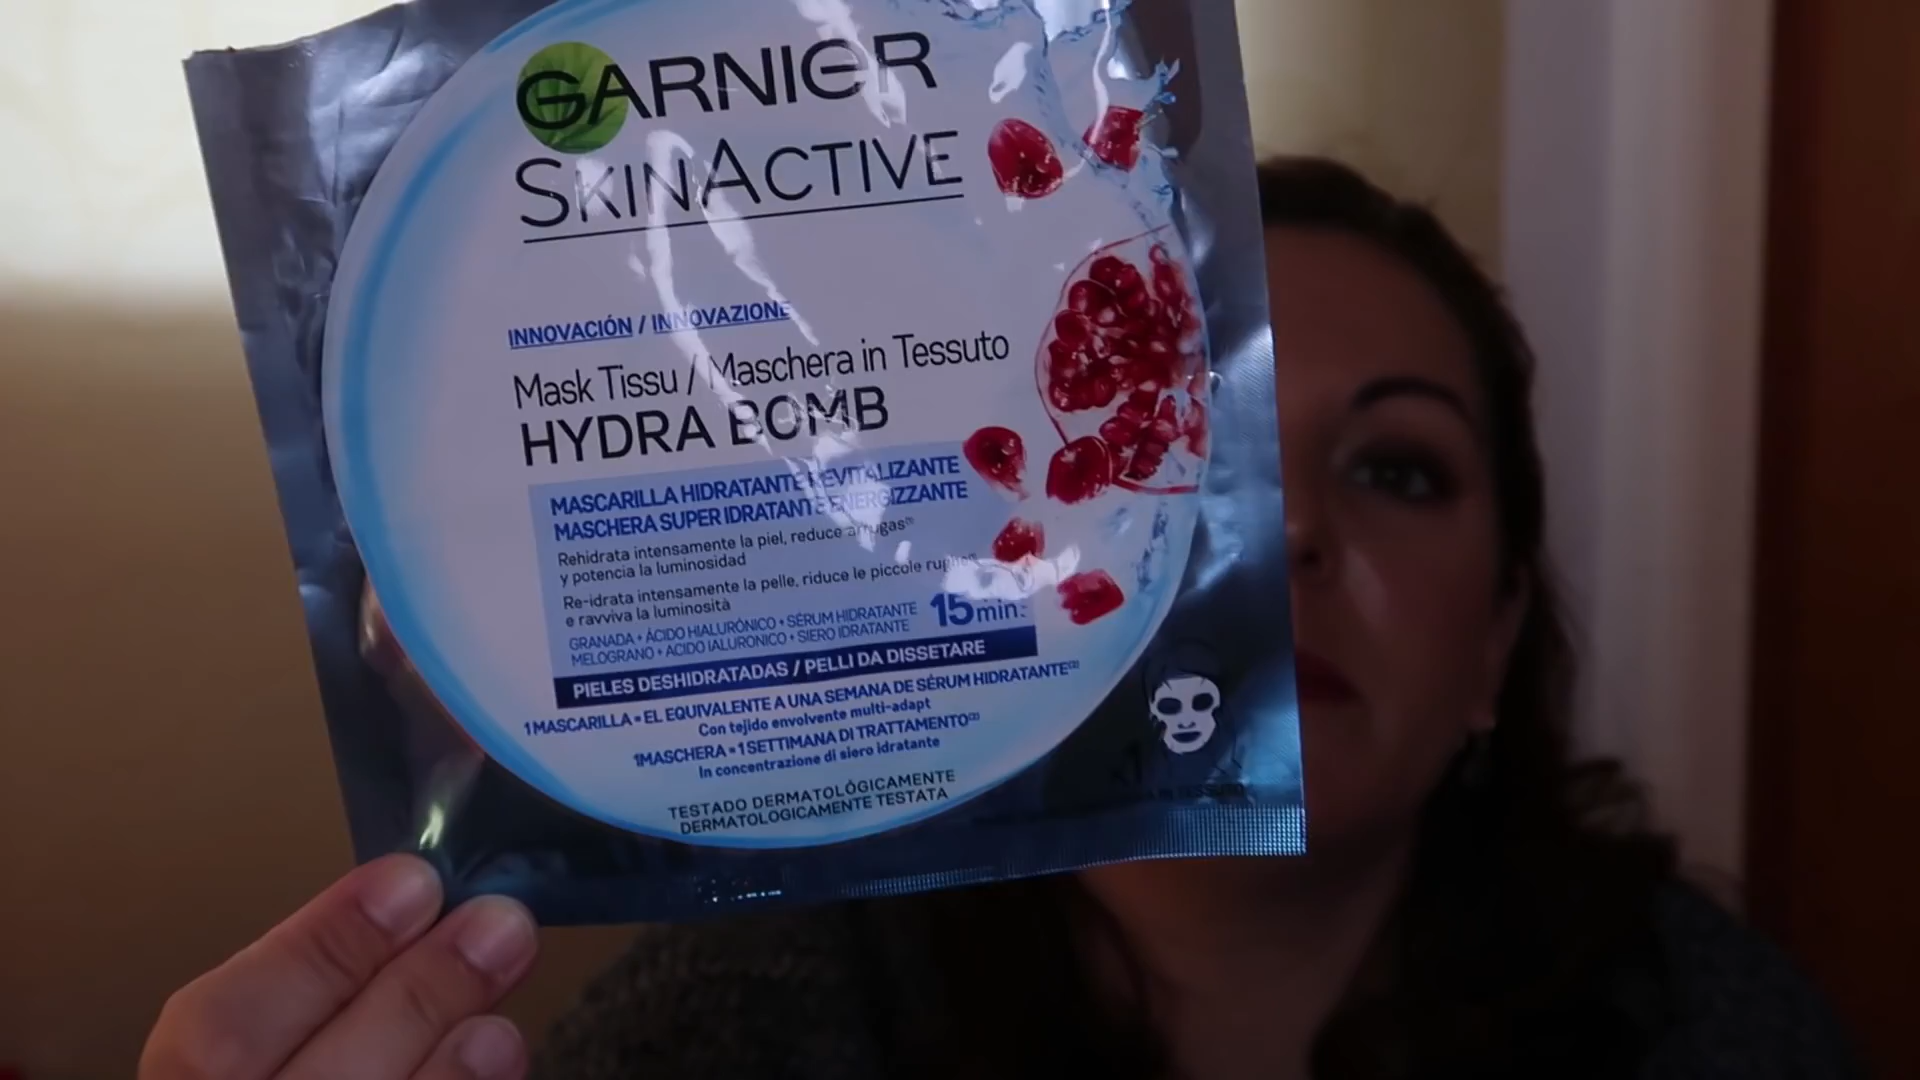 GARNIER
SKINACTIVE
INNOVACIÓN / INNOVAZIONE
Mask Tissu / Maschera in Tessuto
HYDRA BOMB
MASCARILLA HIDRATANTE REVITALIZANTE
MASCHERA SUPER IDRATANTE ENERGIZZANTE
Rehidrata intensamente la piel, reduce arrugas(1)
y potencia la luminosidad
Re-idrata intensamente la pelle, riduce le piccole rughe(1)
e ravviva la luminosità
GRANADA + ÁCIDO HIALURÓNICO + SÉRUM HIDRATANTE
MELOGRANO + ACIDO IALURONICO + SIERO IDRATANTE
15 min.
PIELES DESHIDRATADAS / PELLI DA DISSETARE
1 MASCARILLA = EL EQUIVALENTE A UNA SEMANA DE SÉRUM HIDRATANTE(2)
Con tejido envolvente multi-adapt
1 MASCHERA = 1 SETTIMANA DI TRATTAMENTO(2)
In concentrazione di siero idratante
TESTADO DERMATOLÓGICAMENTE
DERMATOLOGICAMENTE TESTATA